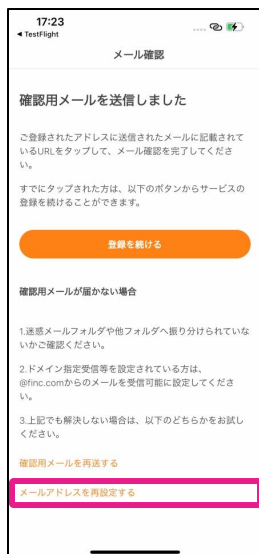 17:23
◀ TestFlight
メール確認
確認用メールを送信しました
ご登録されたアドレスに送信されたメールに記載されて
いるURLをタップして、メール確認を完了してくださ
い。
すでにタップされた方は、以下のボタンからサービスの
登録を続けることができます。
登録を続ける
確認用メールが届かない場合
1.迷惑メールフォルダや他フォルダへ振り分けられていな
いかご確認ください。
2.ドメイン指定受信等を設定されている方は、
@finc.comからのメールを受信可能に設定してくださ
い。
3.上記でも解決しない場合は、以下のどちらかをお試し
ください。
確認用メールを再送する
メールアドレスを再設定する